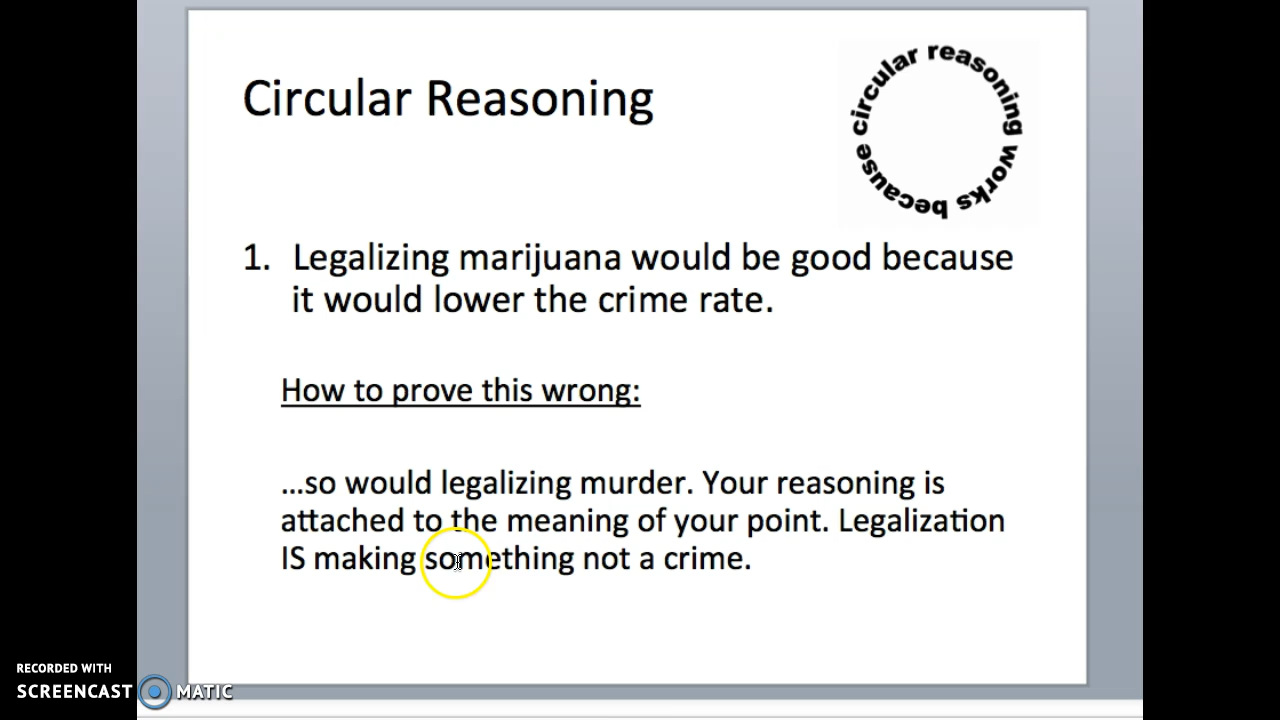 Circular Reasoning
circular reasoning works because
1. Legalizing marijuana would be good because
it would lower the crime rate.
How to prove this wrong:
...so would legalizing murder. Your reasoning is
attached to the meaning of your point. Legalization
IS making something not a crime.
RECORDED WITH
SCREENCAST MATIC